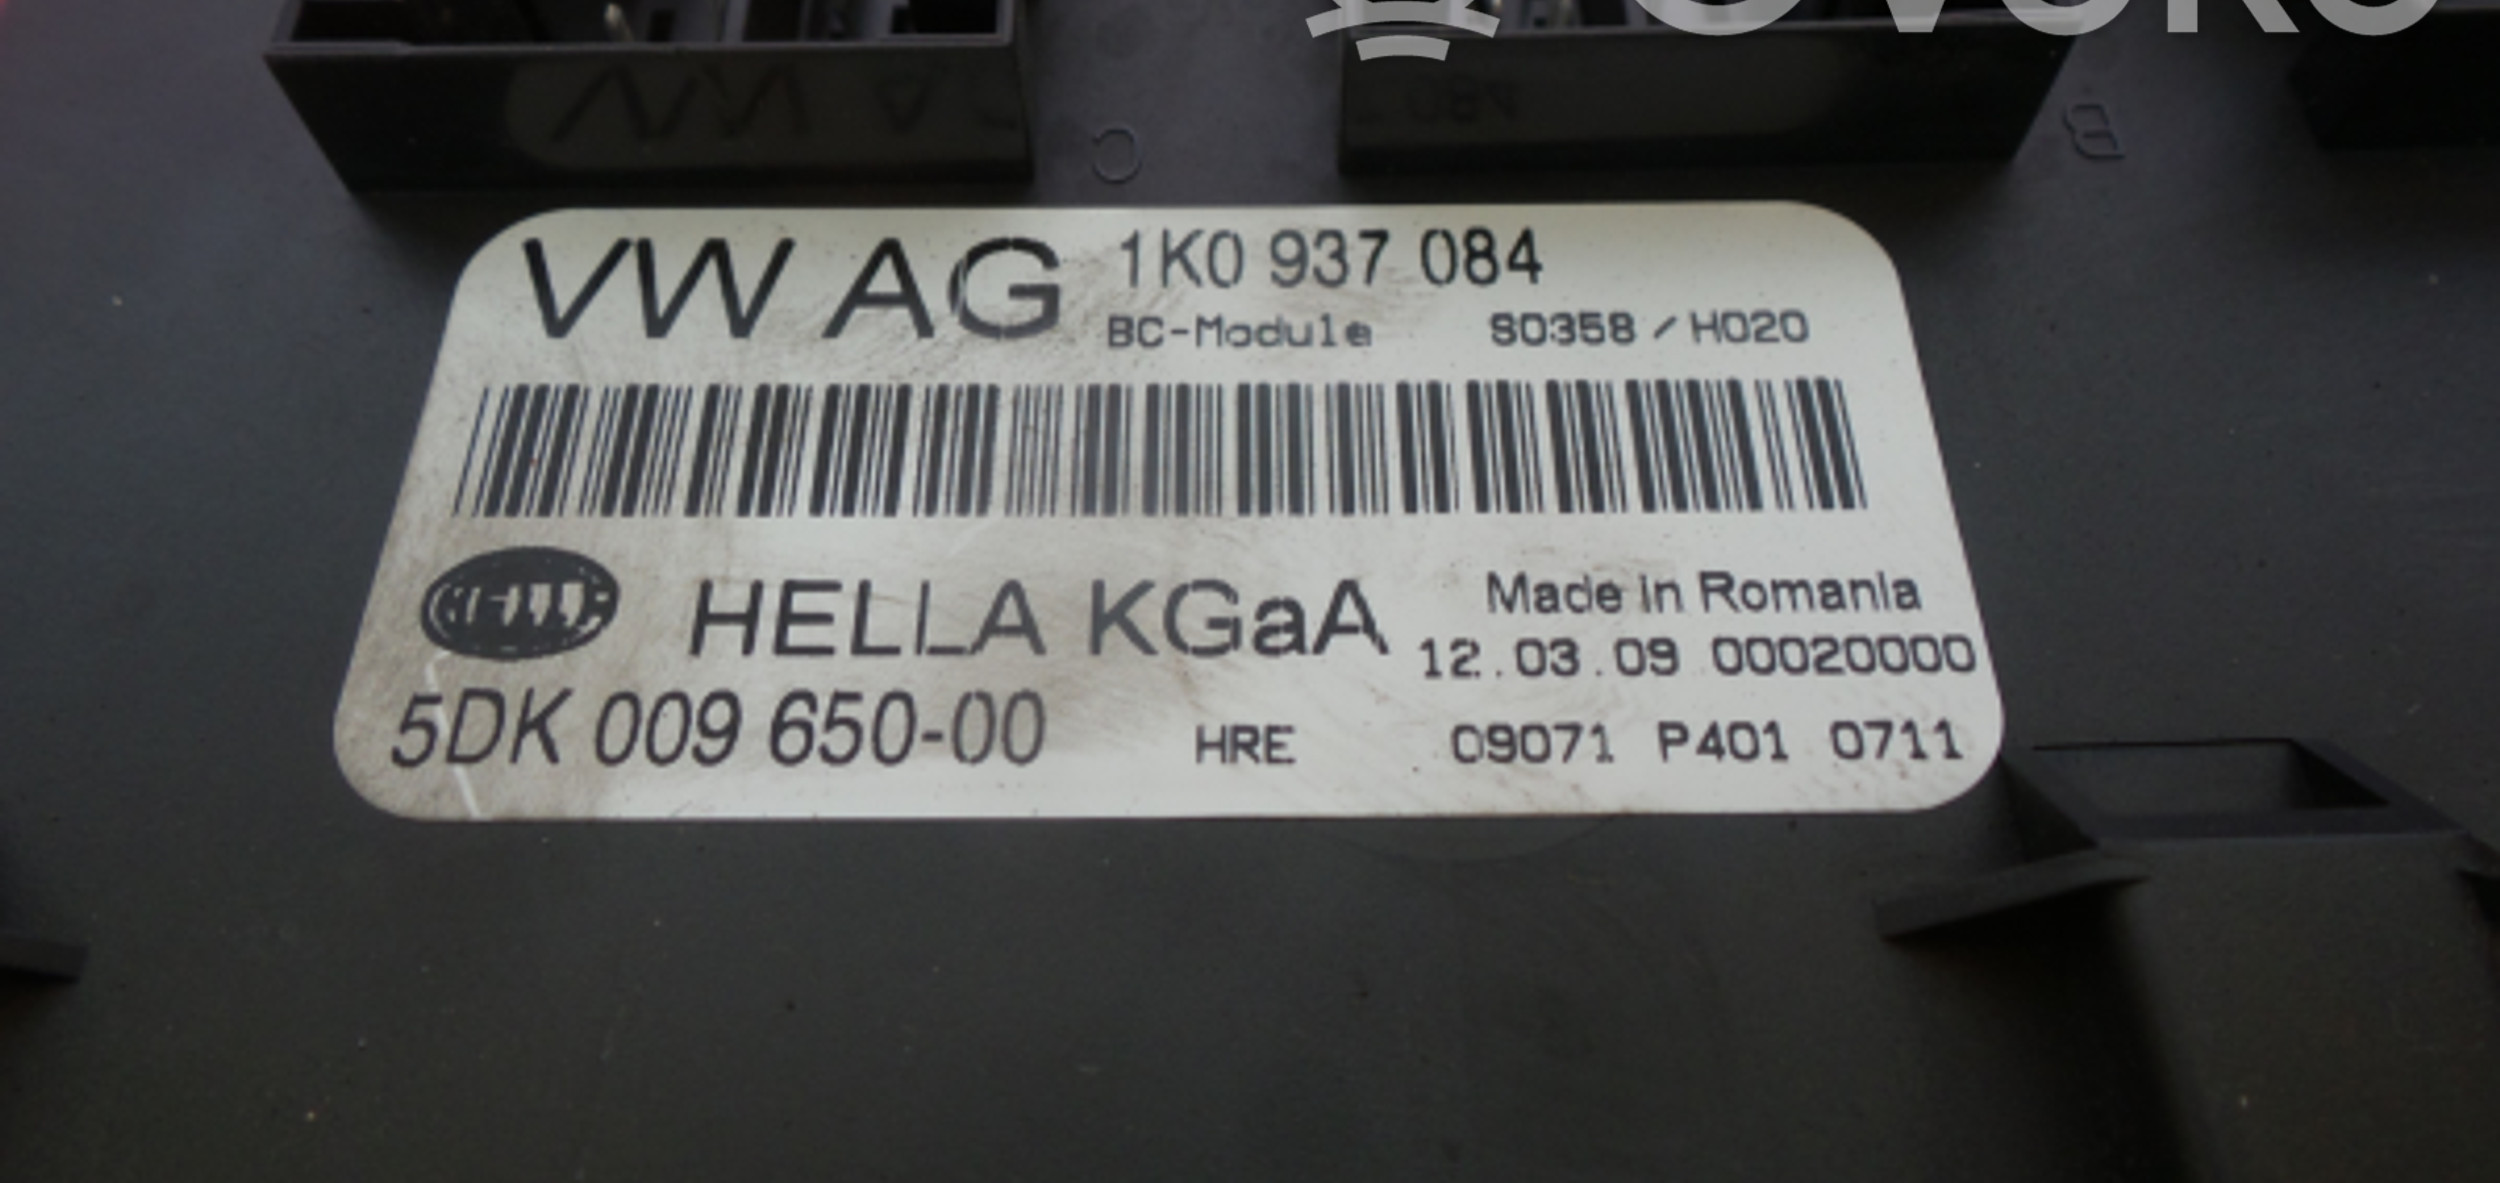 C
B
VW AG 1K0 937 084
BC-Module S0358 / H020
HELLA HELLA KGaA Made in Romania
12.03.09 00020000
5DK 009 650-00 HRE 09071 P401 0711